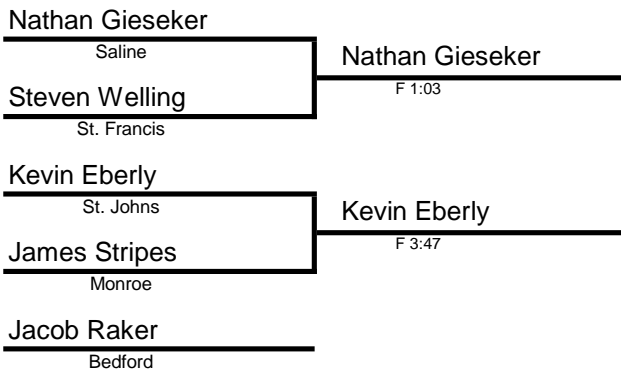 Nathan Gieseker
Saline
Nathan Gieseker
F 1:03
Steven Welling
St. Francis
Kevin Eberly
St. Johns
Kevin Eberly
F 3:47
James Stripes
Monroe
Jacob Raker
Bedford